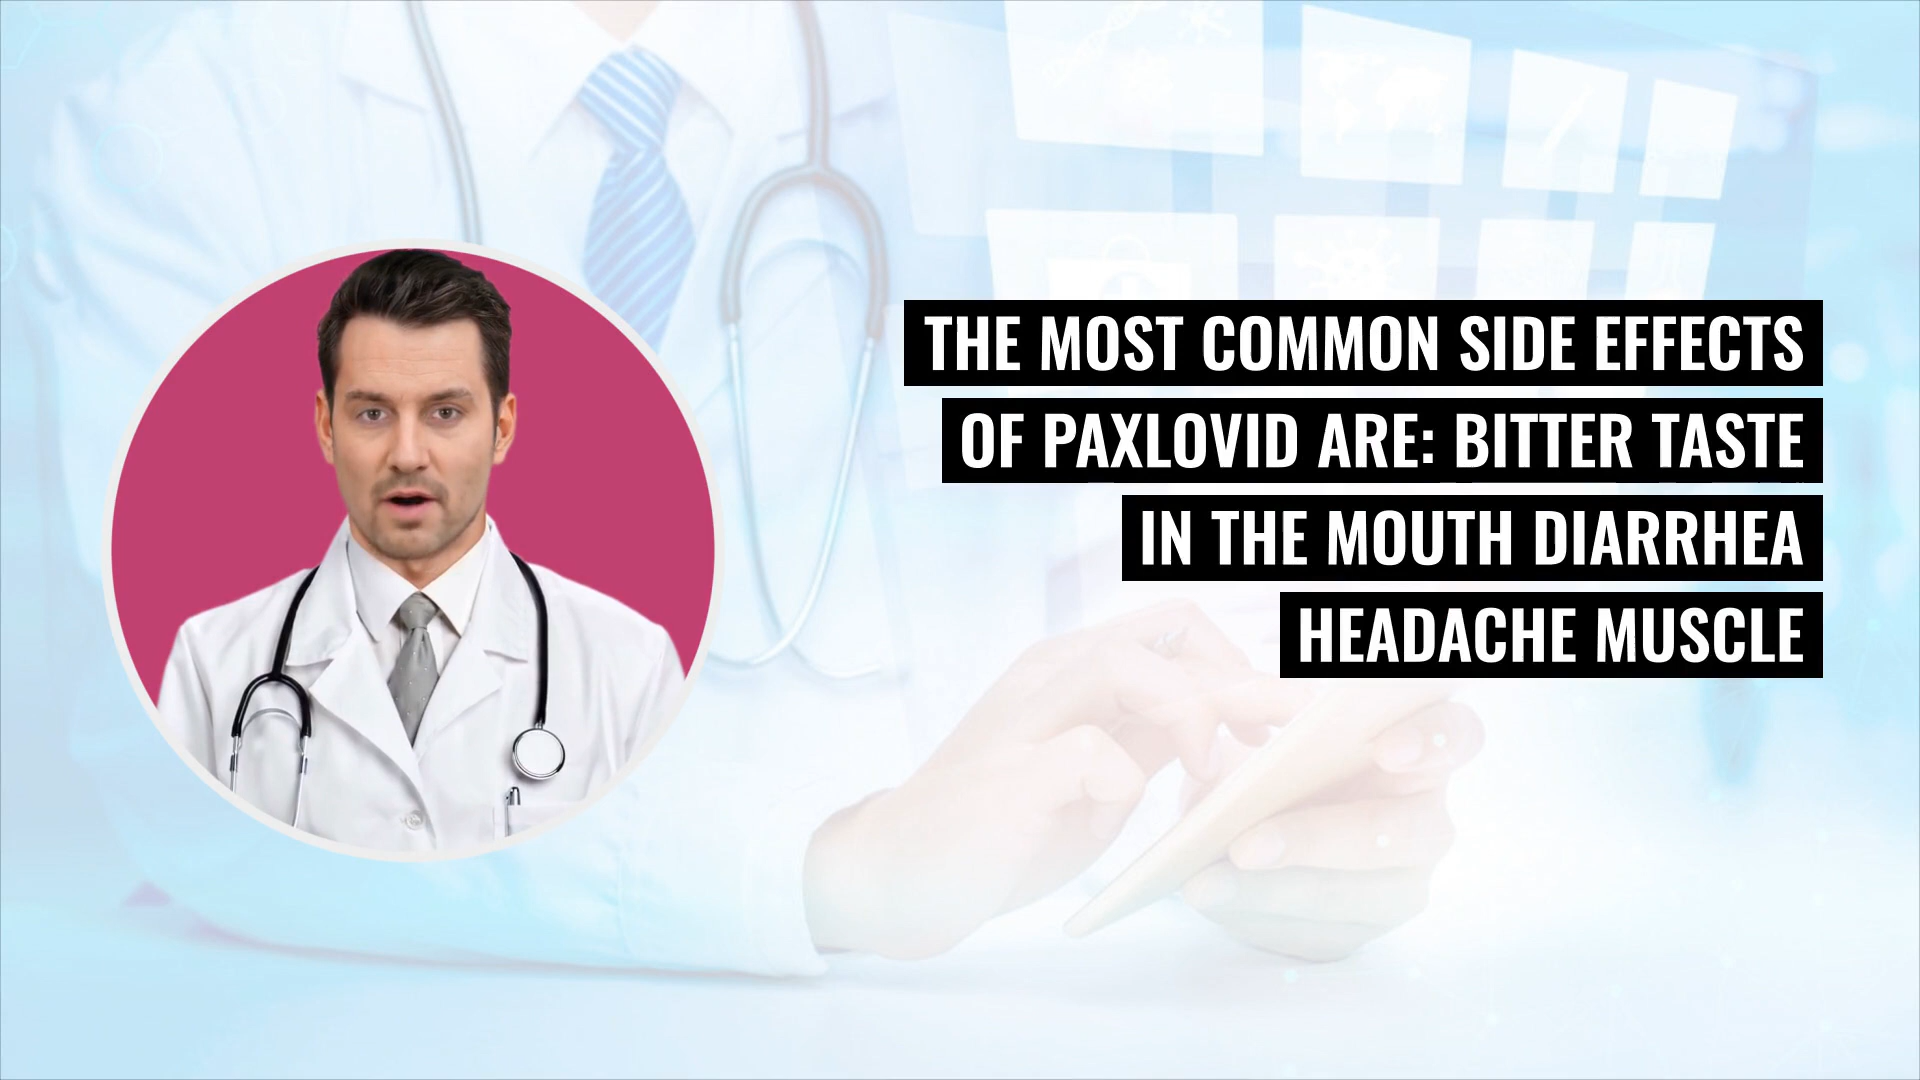 THE MOST COMMON SIDE EFFECTS
OF PAXLOVID ARE: BITTER TASTE
IN THE MOUTH DIARRHEA
HEADACHE MUSCLE